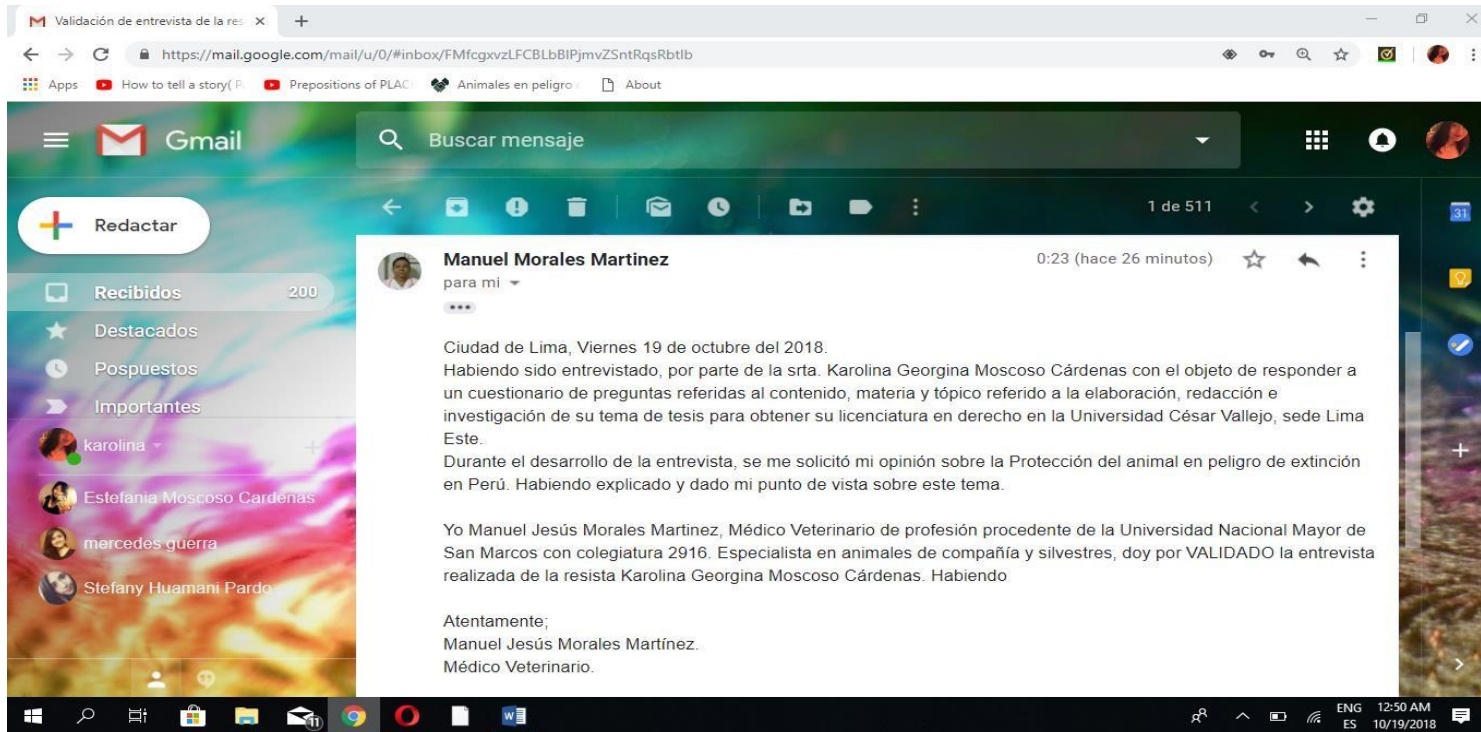 Validación de entrevista de la res
https://mail.google.com/mail/u/0/#inbox/FMfcgxvzLFCBLbBlPjmvZSntRqsRbtlb
Apps How to tell a story( Prepositions of PLAC Animales en peligro About
Gmail Buscar mensaje
Redactar
1 de 511
31
Recibidos 200
Destacados
Pospuestos
Importantes
karolina
Estefania Moscoso Cardenas
mercedes guerra
Stefany Huamani Pardo
Manuel Morales Martinez 0:23 (hace 26 minutos)
para mi
Ciudad de Lima, Viernes 19 de octubre del 2018.
Habiendo sido entrevistado, por parte de la srta. Karolina Georgina Moscoso Cárdenas con el objeto de responder a
un cuestionario de preguntas referidas al contenido, materia y tópico referido a la elaboración, redacción e
investigación de su tema de tesis para obtener su licenciatura en derecho en la Universidad César Vallejo, sede Lima
Este.
Durante el desarrollo de la entrevista, se me solicitó mi opinión sobre la Protección del animal en peligro de extinción
en Perú. Habiendo explicado y dado mi punto de vista sobre este tema.
Yo Manuel Jesús Morales Martinez, Médico Veterinario de profesión procedente de la Universidad Nacional Mayor de
San Marcos con colegiatura 2916. Especialista en animales de compañía y silvestres, doy por VALIDADO la entrevista
realizada de la resista Karolina Georgina Moscoso Cárdenas. Habiendo
Atentamente;
Manuel Jesús Morales Martínez.
Médico Veterinario.
11
ENG 12:50 AM
ES 10/19/2018